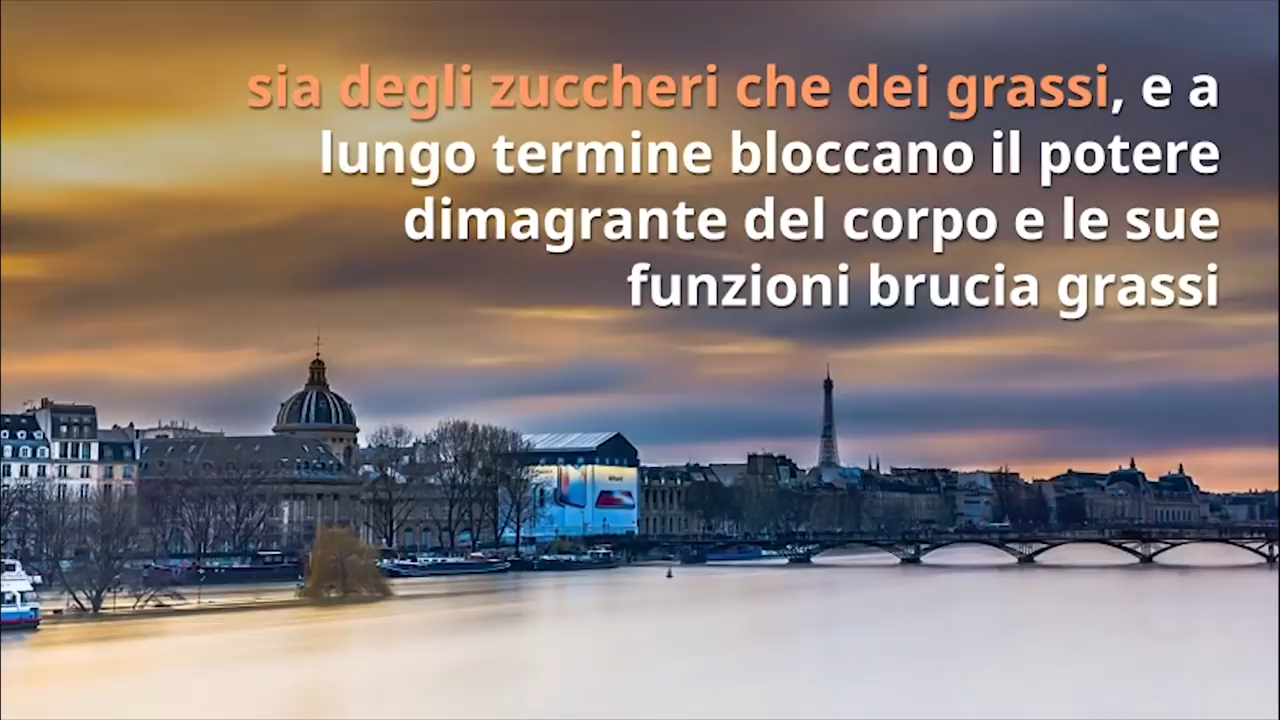 sia degli zuccheri che dei grassi, e a
lungo termine bloccano il potere
dimagrante del corpo e le sue
funzioni brucia grassi